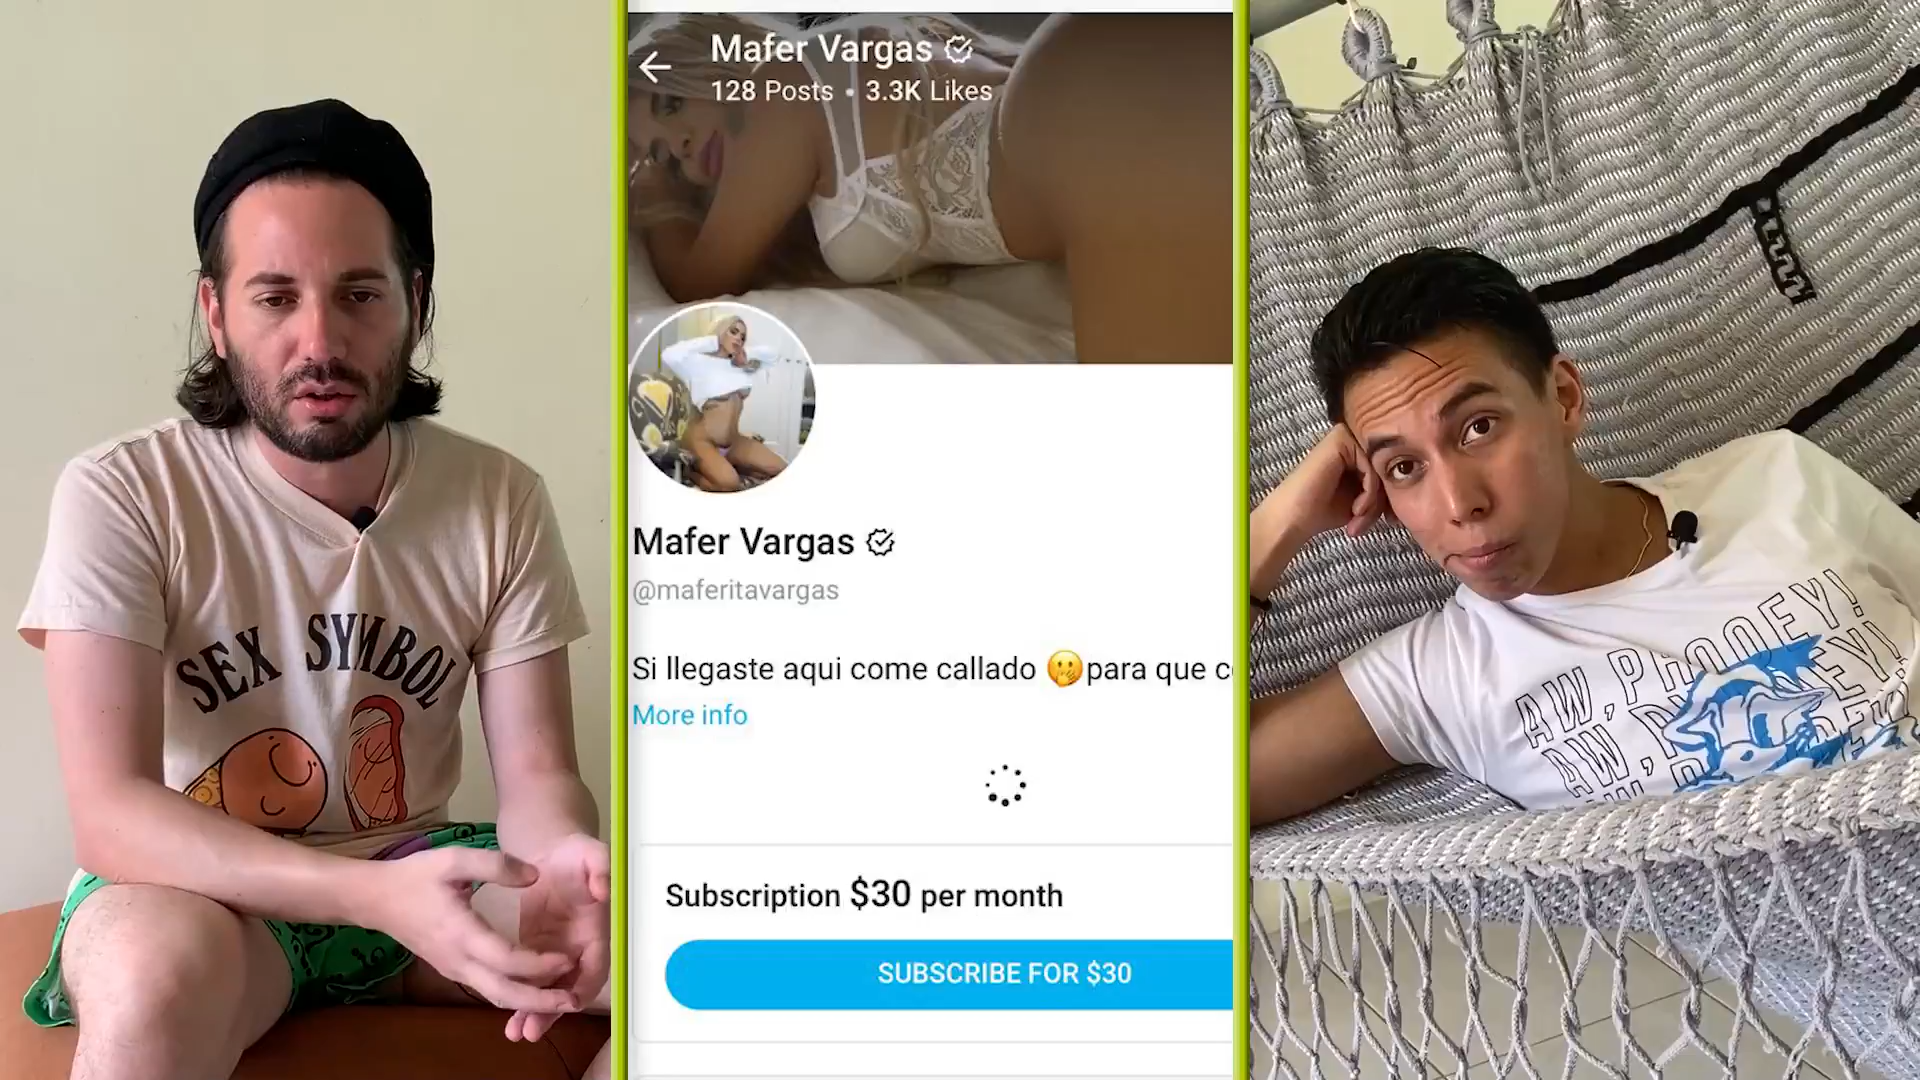 SEX SYMBOL
Mafer Vargas
128 Posts • 3.3K Likes
Mafer Vargas
@maferitavargas
Si llegaste aqui come callado 🤭para que c
More info
Subscription $30 per month
SUBSCRIBE FOR $30
AW, PHOOEY!
AW,